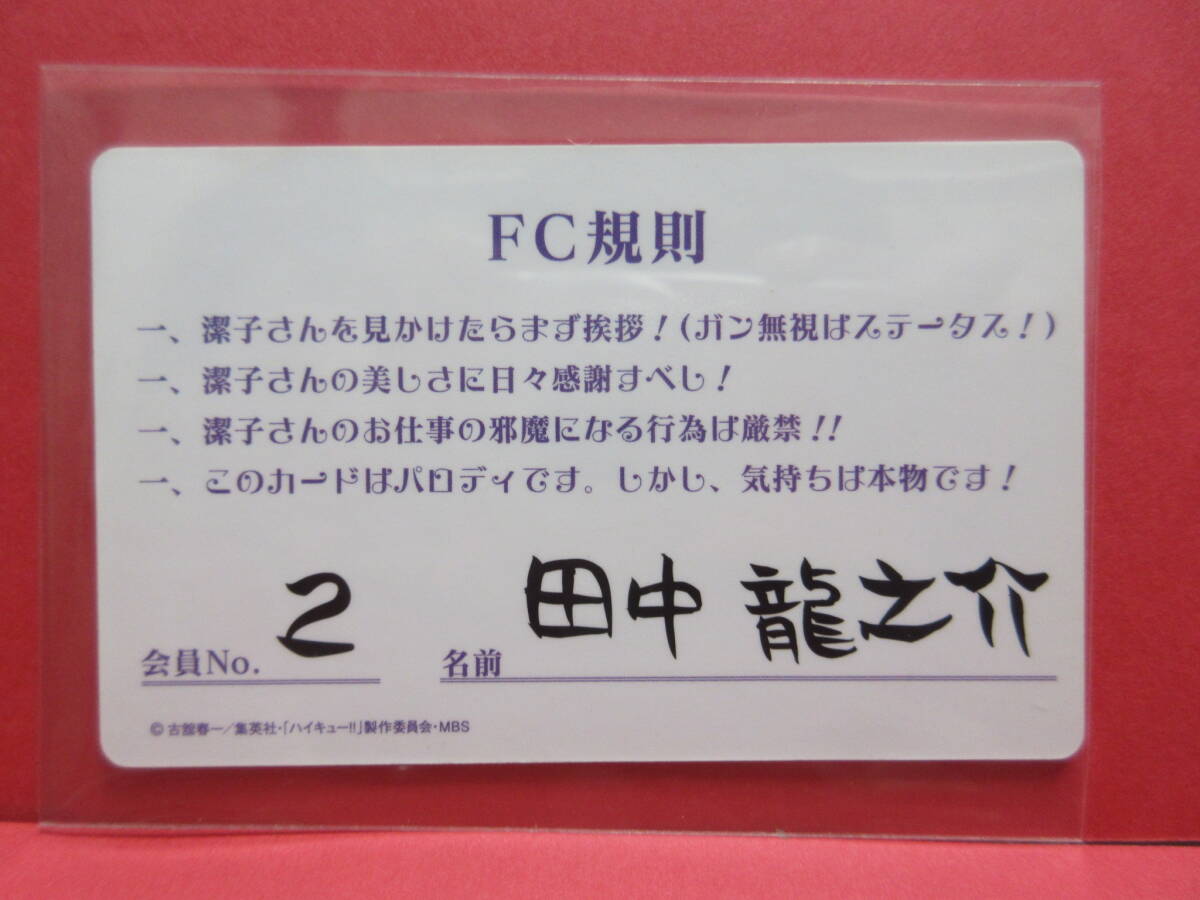 FC規則
一、潔子さんを見かけたらまず挨拶！(ガン無視はステータス！)
一、潔子さんの美しさに日々感謝すべし！
一、潔子さんのお仕事の邪魔になる行為は厳禁！！
一、このカードはパロディです。しかし、気持ちは本物です！
会員No. 2 名前 田中 龍之介
© 古舘春一／集英社・「ハイキュー!!」製作委員会・MBS